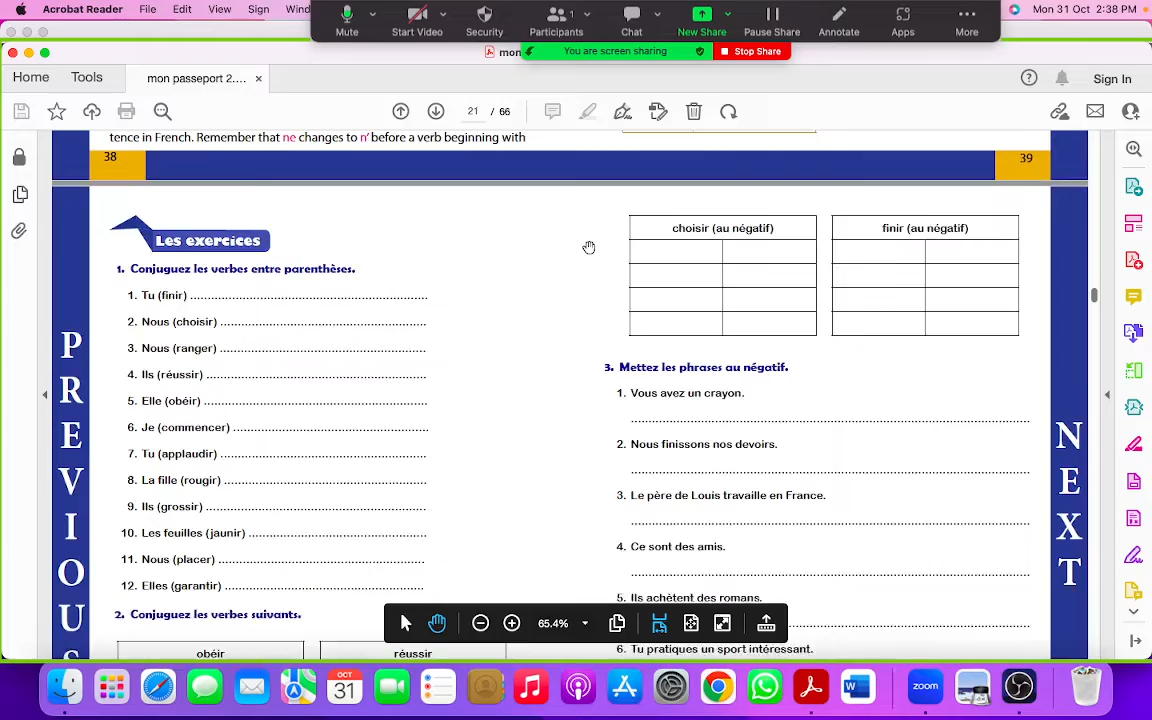 Acrobat Reader File Edit View Sign Wind
Mon 31 Oct 2:38 PM
Mute Start Video Security Participants 1 Chat New Share Pause Share Annotate Apps More
You are screen sharing Stop Share
mon
Home Tools mon passeport 2.... × Sign In
21 / 66
tence in French. Remember that ne changes to n' before a verb beginning with
38
39
PREVIOUS
Les exercices
1. Conjuguez les verbes entre parenthèses.
1. Tu (finir) ..........................................................................
2. Nous (choisir) ................................................................
3. Nous (ranger) ................................................................
4. Ils (réussir) .....................................................................
5. Elle (obéir) .....................................................................
6. Je (commencer) ............................................................
7. Tu (applaudir) ................................................................
8. La fille (rougir) ...............................................................
9. Ils (grossir) .....................................................................
10. Les feuilles (jaunir) .......................................................
11. Nous (placer) ................................................................
12. Elles (garantir) ..............................................................
2. Conjuguez les verbes suivants.
obéir
réussir
choisir (au négatif)
finir (au négatif)
3. Mettez les phrases au négatif.
1. Vous avez un crayon.
2. Nous finissons nos devoirs.
3. Le père de Louis travaille en France.
4. Ce sont des amis.
5. Ils achètent des romans.
6. Tu pratiques un sport intéressant.
NEXT
65.4%
OCT
31
zoom